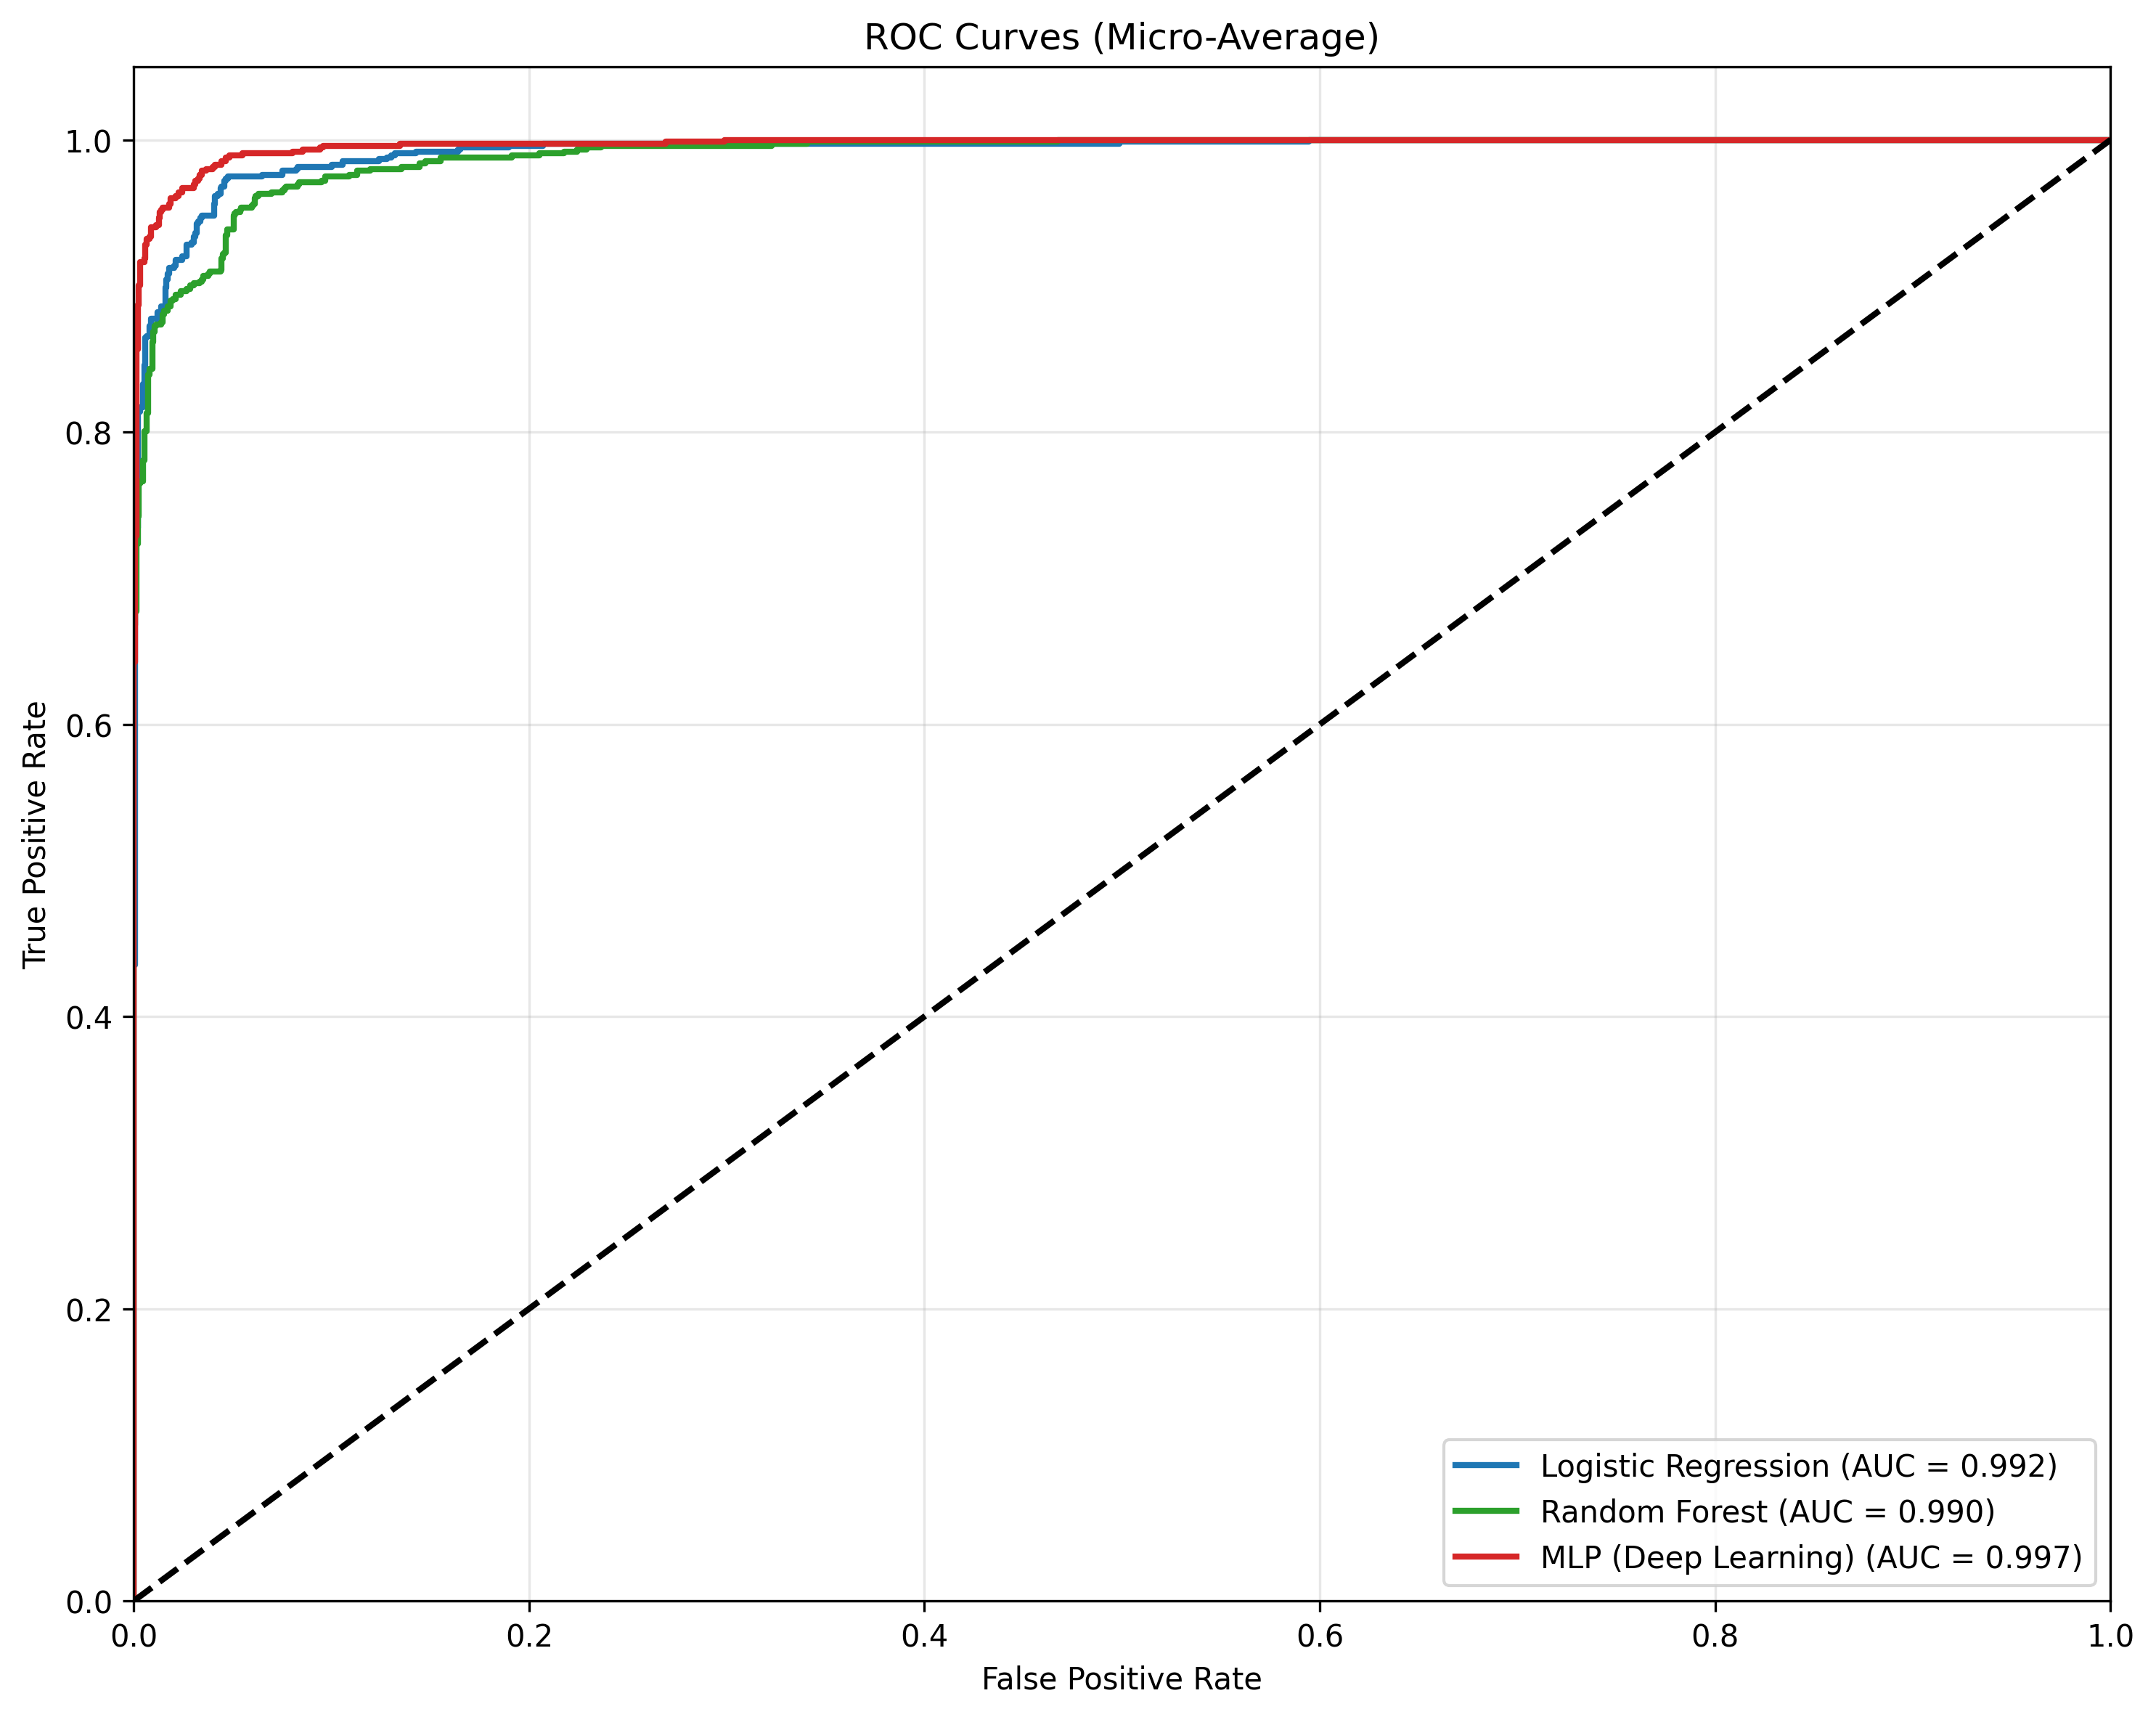 ROC Curves (Micro-Average)
True Positive Rate
1.0
0.8
0.6
0.4
0.2
0.0
0.0 0.2 0.4 0.6 0.8 1.0
False Positive Rate
Logistic Regression (AUC = 0.992)
Random Forest (AUC = 0.990)
MLP (Deep Learning) (AUC = 0.997)